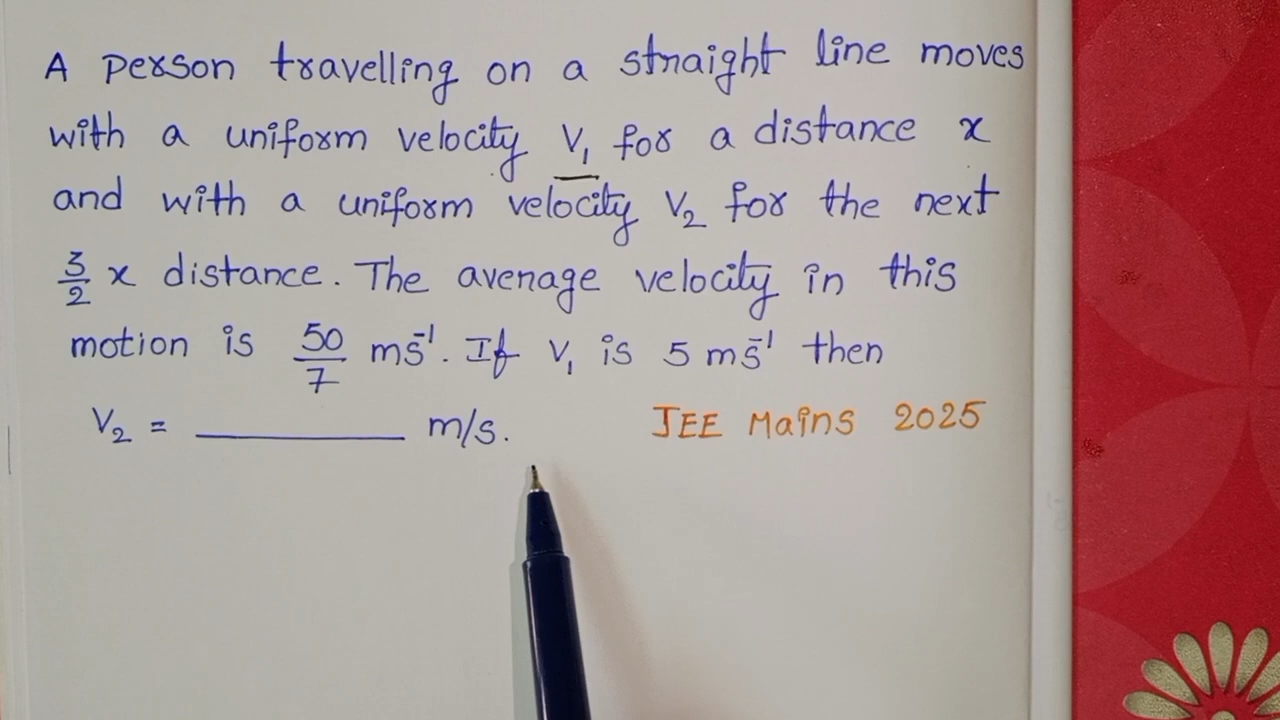 A person travelling on a straight line moves
with a uniform velocity V₁ for a distance x
and with a uniform velocity V₂ for the next
3/2 x distance. The average velocity in this
motion is 50/7 ms⁻¹. If V₁ is 5 ms⁻¹ then
V₂ = __________ m/s. JEE Mains 2025